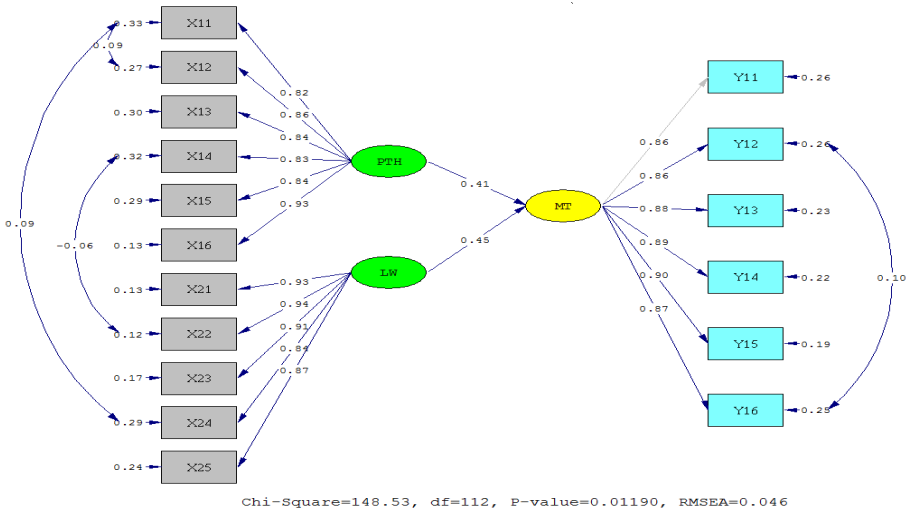 0.33 X11
0.09
0.27 X12
0.30 X13
0.32 X14
0.29 X15
0.13 X16
0.13 X21
0.12 X22
0.17 X23
0.29 X24
0.24 X25
0.09
-0.06
0.82
0.86
0.84
0.83
0.84
0.93
PTH
0.93
0.94
0.91
0.84
0.87
LW
0.41
0.45
MT
0.86
0.86
0.88
0.89
0.90
0.87
Y11 0.26
Y12 0.26
Y13 0.23
Y14 0.22
Y15 0.19
Y16 0.25
0.10
Chi-Square=148.53, df=112, P-value=0.01190, RMSEA=0.046